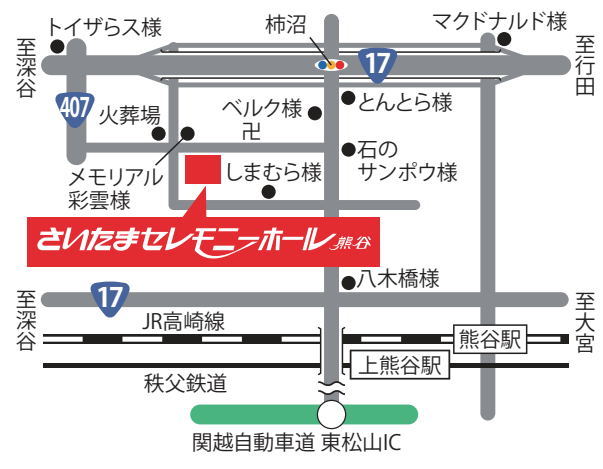 トイザらス様
柿沼
マクドナルド様
至深谷
17
至行田
407
火葬場
ベルク様
卍
とんとら様
石の
サンポウ様
メモリアル
彩雲様
しまむら様
さいたまセレモニーホール熊谷
八木橋様
至深谷
17
至大宮
JR高崎線
熊谷駅
上熊谷駅
秩父鉄道
関越自動車道 東松山IC